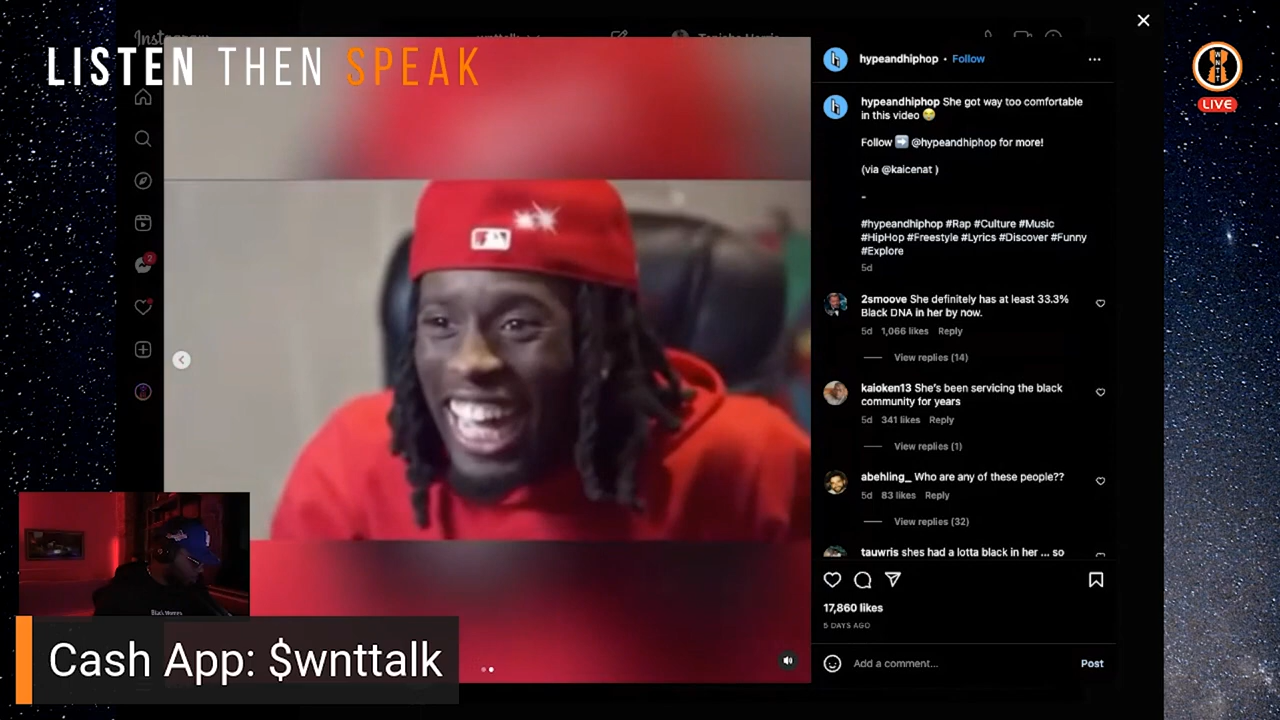 LISTEN THEN SPEAK
WNTT
LIVE
hypeandhiphop • Follow
hypeandhiphop She got way too comfortable
in this video 😭
Follow ➡️ @hypeandhiphop for more!
(via @kaicenat )
-
#hypeandhiphop #Rap #Culture #Music
#HipHop #Freestyle #Lyrics #Discover #Funny
#Explore
5d
2smoove She definitely has at least 33.3%
Black DNA in her by now.
5d 1,066 likes Reply
View replies (14)
kaioken13 She's been servicing the black
community for years
5d 341 likes Reply
View replies (1)
abehling_ Who are any of these people??
5d 83 likes Reply
View replies (32)
tauwris shes had a lotta black in her ... so
17,860 likes
5 DAYS AGO
Add a comment...
Post
2
Cash App: $wnttalk